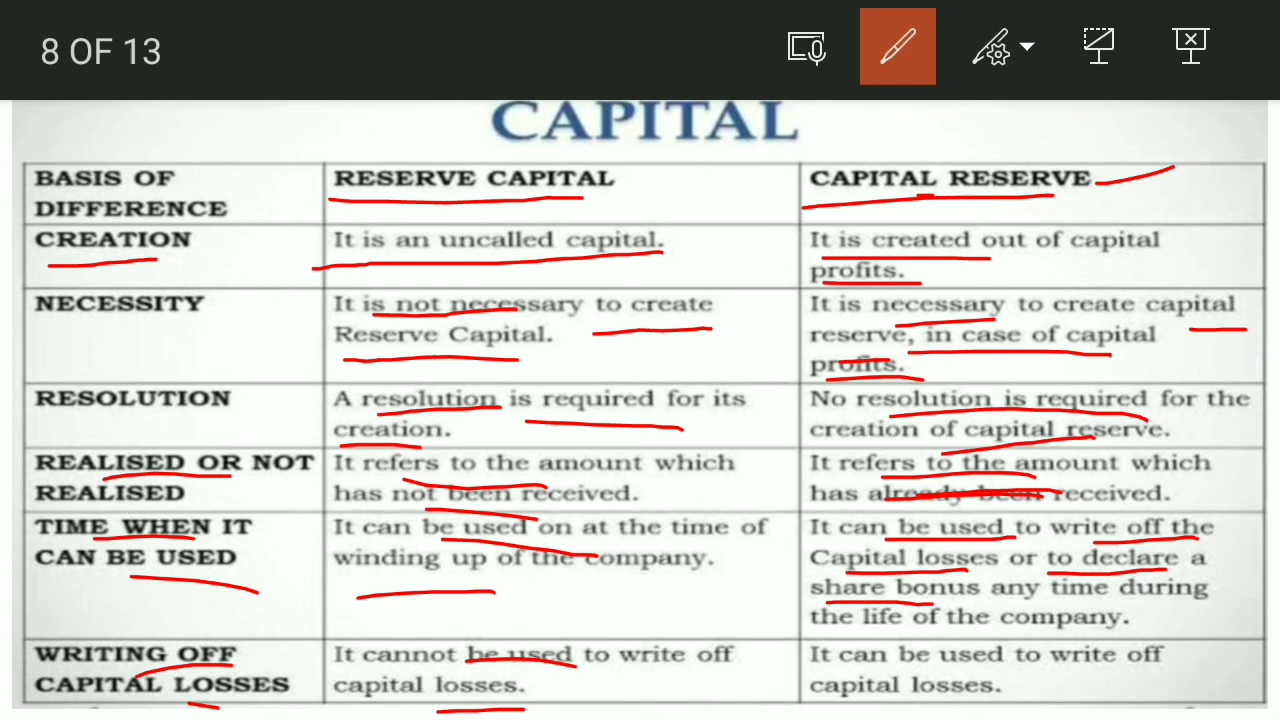 8 OF 13
CAPITAL
BASIS OF
DIFFERENCE
RESERVE CAPITAL
CAPITAL RESERVE
CREATION
It is an uncalled capital.
It is created out of capital
profits.
NECESSITY
It is not necessary to create
Reserve Capital.
It is necessary to create capital
reserve, in case of capital
profits.
RESOLUTION
A resolution is required for its
creation.
No resolution is required for the
creation of capital reserve.
REALISED OR NOT
REALISED
It refers to the amount which
has not been received.
It refers to the amount which
has already been received.
TIME WHEN IT
CAN BE USED
It can be used on at the time of
winding up of the company.
It can be used to write off the
Capital losses or to declare a
share bonus any time during
the life of the company.
WRITING OFF
CAPITAL LOSSES
It cannot be used to write off
capital losses.
It can be used to write off
capital losses.